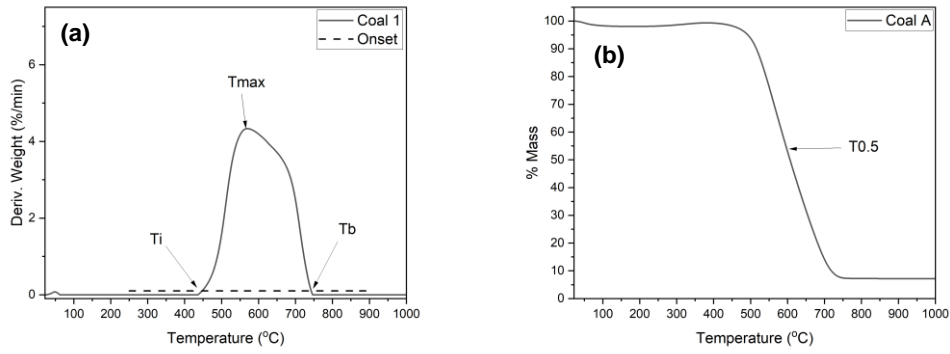 (a)
Coal 1
Onset
Tmax
Ti
Tb
Deriv. Weight (%/min)
6
4
2
0
100 200 300 400 500 600 700 800 900 1000
Temperature (°C)
(b)
Coal A
T0.5
% Mass
100
90
80
70
60
50
40
30
20
10
0
100 200 300 400 500 600 700 800 900 1000
Temperature (°C)